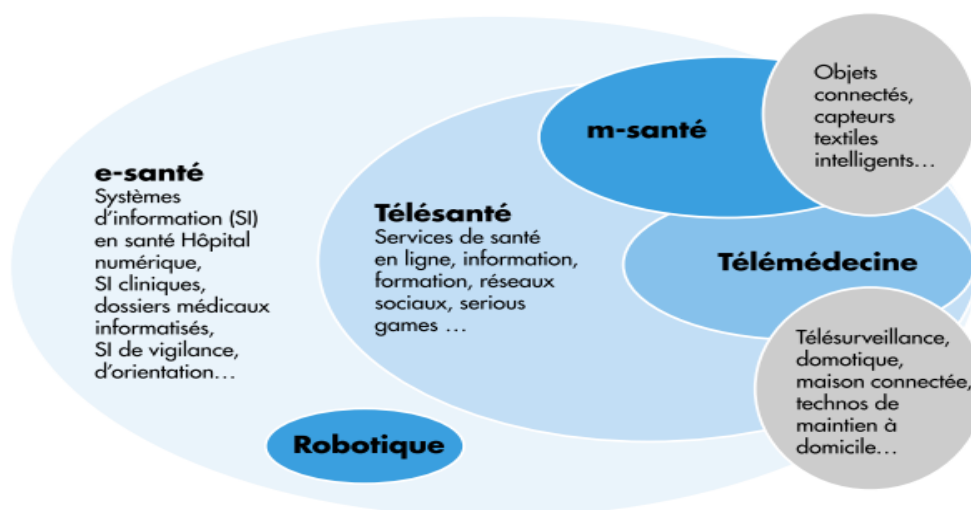 e-santé
Systèmes
d'information (SI)
en santé Hôpital
numérique,
SI cliniques,
dossiers médicaux
informatisés,
SI de vigilance,
d'orientation...
Télésanté
Services de santé
en ligne, information,
formation, réseaux
sociaux, serious
games ...
m-santé
Objets
connectés,
capteurs
textiles
intelligents...
Télémédecine
Télésurveillance,
domotique,
maison connectée,
technos de
maintien à
domicile...
Robotique